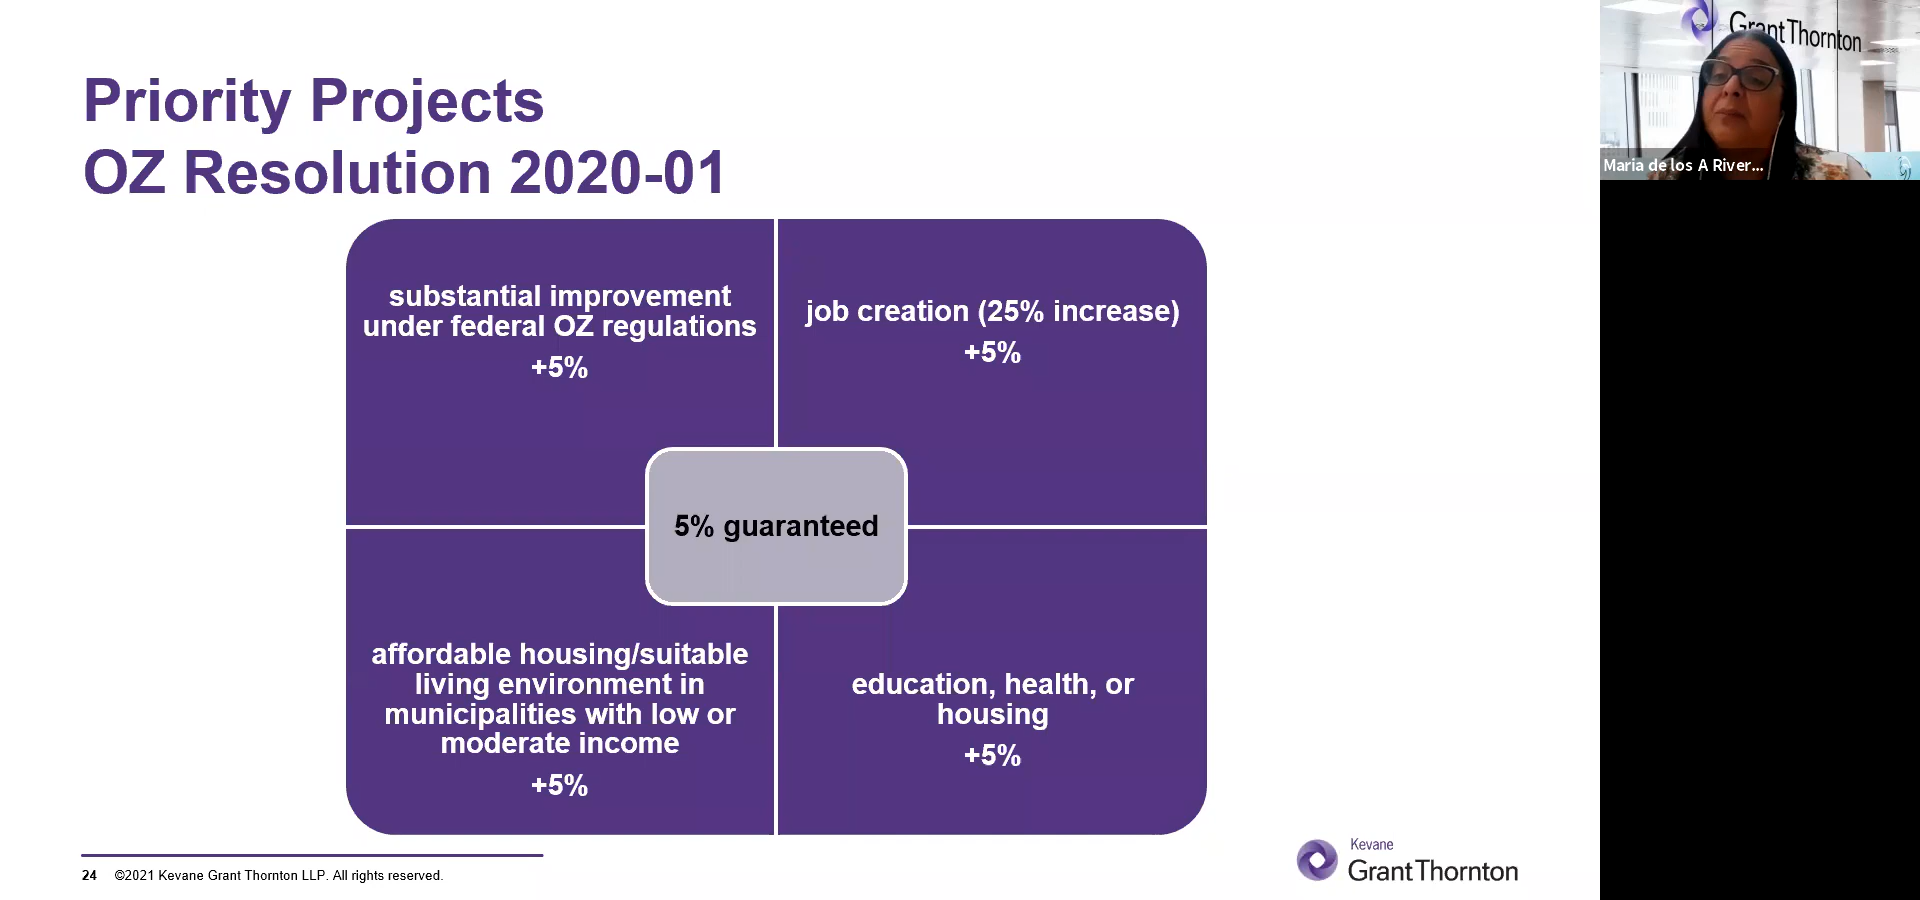 Priority Projects
OZ Resolution 2020-01
substantial improvement
under federal OZ regulations
+5%
job creation (25% increase)
+5%
5% guaranteed
affordable housing/suitable
living environment in
municipalities with low or
moderate income
+5%
education, health, or
housing
+5%
24 ©2021 Kevane Grant Thornton LLP. All rights reserved.
Kevane
GrantThornton
GrantThornton
Maria de los A River...